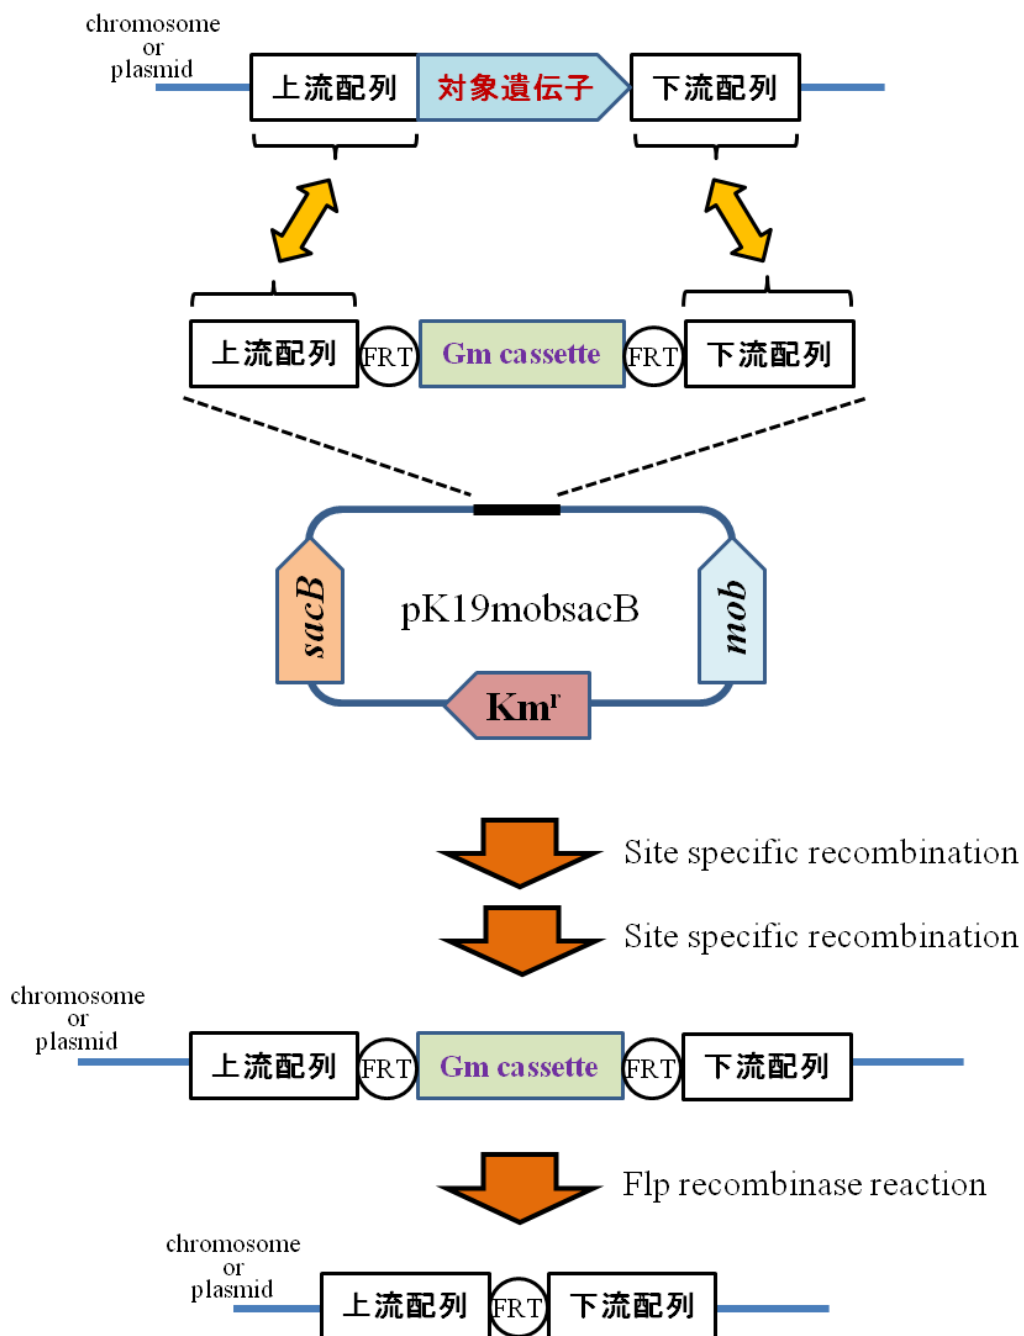 chromosome
or
plasmid
上流配列 対象遺伝子 下流配列
上流配列 FRT Gm cassette FRT 下流配列
sacB pK19mobsacB mob
Kmʳ
Site specific recombination
Site specific recombination
chromosome
or
plasmid
上流配列 FRT Gm cassette FRT 下流配列
Flp recombinase reaction
chromosome
or
plasmid
上流配列 FRT 下流配列